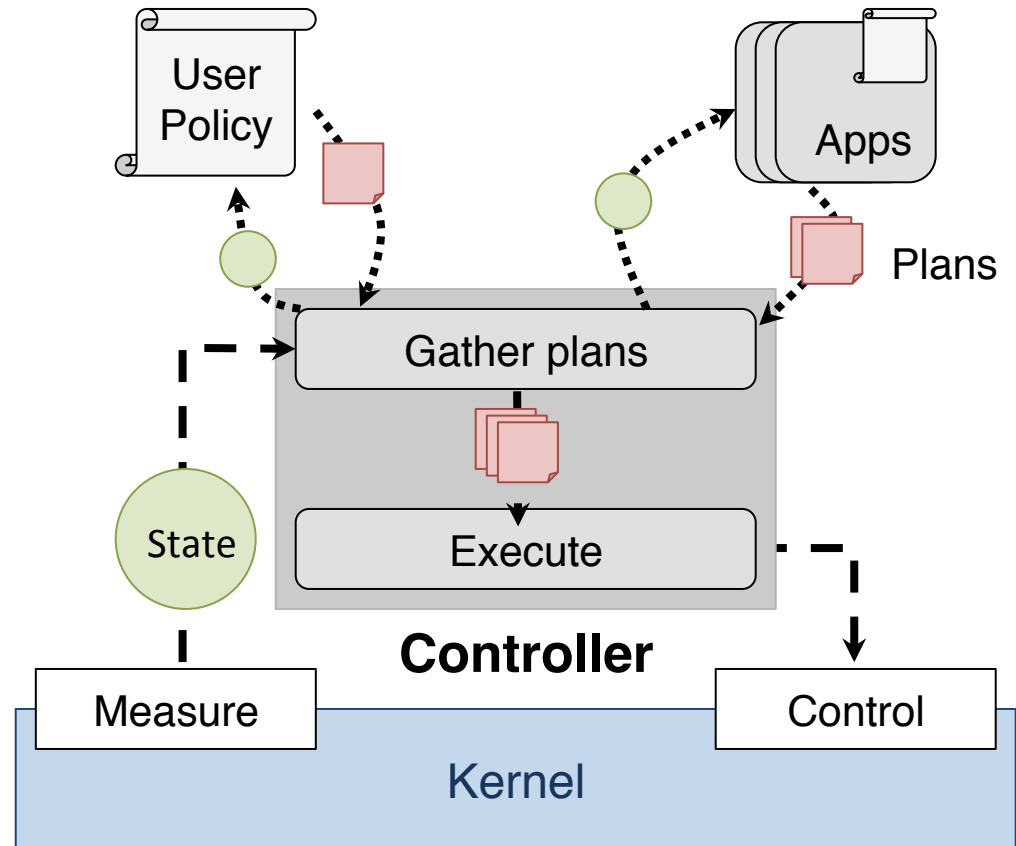 User
Policy
Apps
Plans
Gather plans
State
Execute
Controller
Measure
Control
Kernel